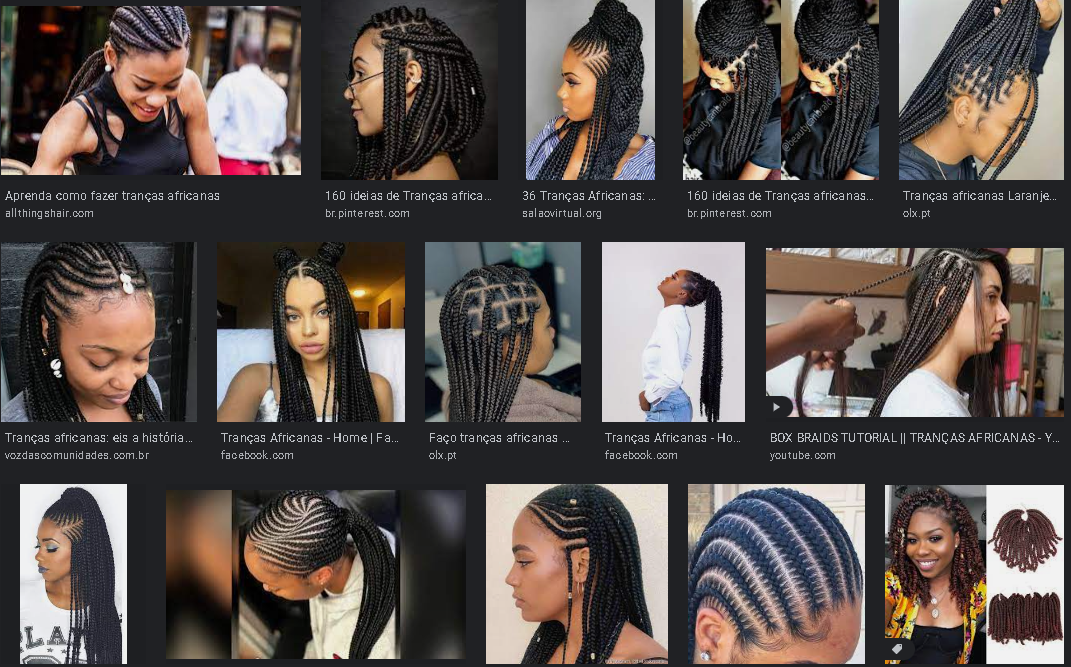 Aprenda como fazer tranças africanas
allthingshair.com
160 ideias de Tranças africa...
br.pinterest.com
36 Tranças Africanas: ...
salaovirtual.org
160 ideias de Tranças africanas...
br.pinterest.com
Tranças africanas Laranje...
olx.pt
Tranças africanas: eis a história...
vozdascomunidades.com.br
Tranças Africanas - Home | Fa...
facebook.com
Faço tranças africanas ...
olx.pt
Tranças Africanas - Ho...
facebook.com
BOX BRAIDS TUTORIAL || TRANÇAS AFRICANAS - Y...
youtube.com